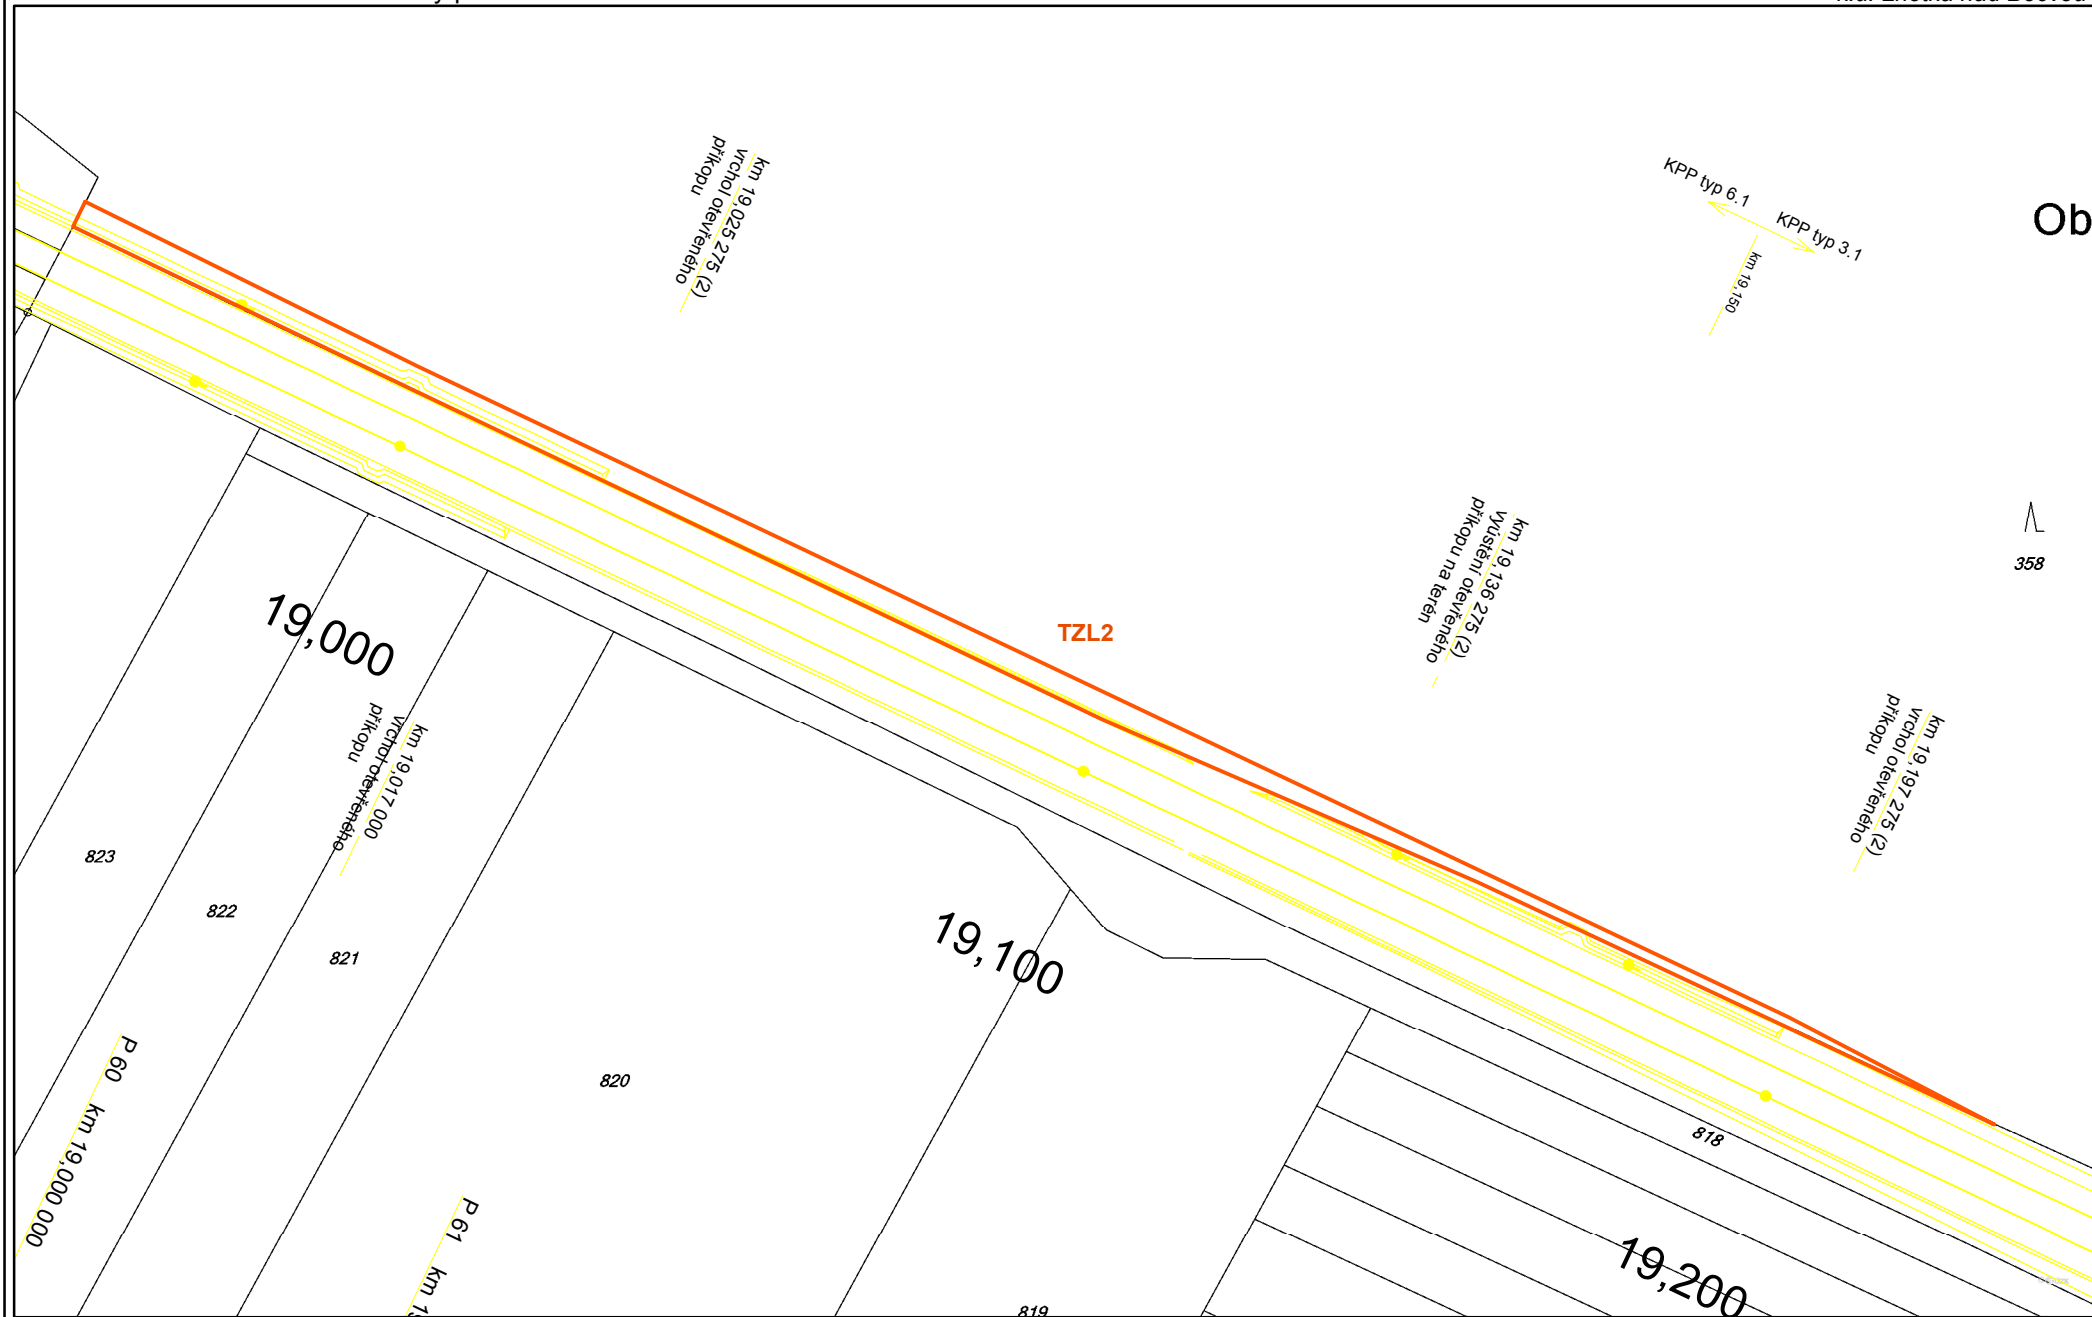 KPP typ 6.1
KPP typ 3.1
km 19,150
Ob
km 19,025.275 (2)
vrchol otevřeného
příkopu
358
km 19,136.275 (2)
vyústění otevřeného
příkopu na terén
TZL2
19,000
km 19,197.275 (2)
vrchol otevřeného
příkopu
km 19,017.000
vrchol otevřeného
příkopu
823
822
821
19,100
820
P 60 km 19,000.000
818
P 61 km
19,200
819